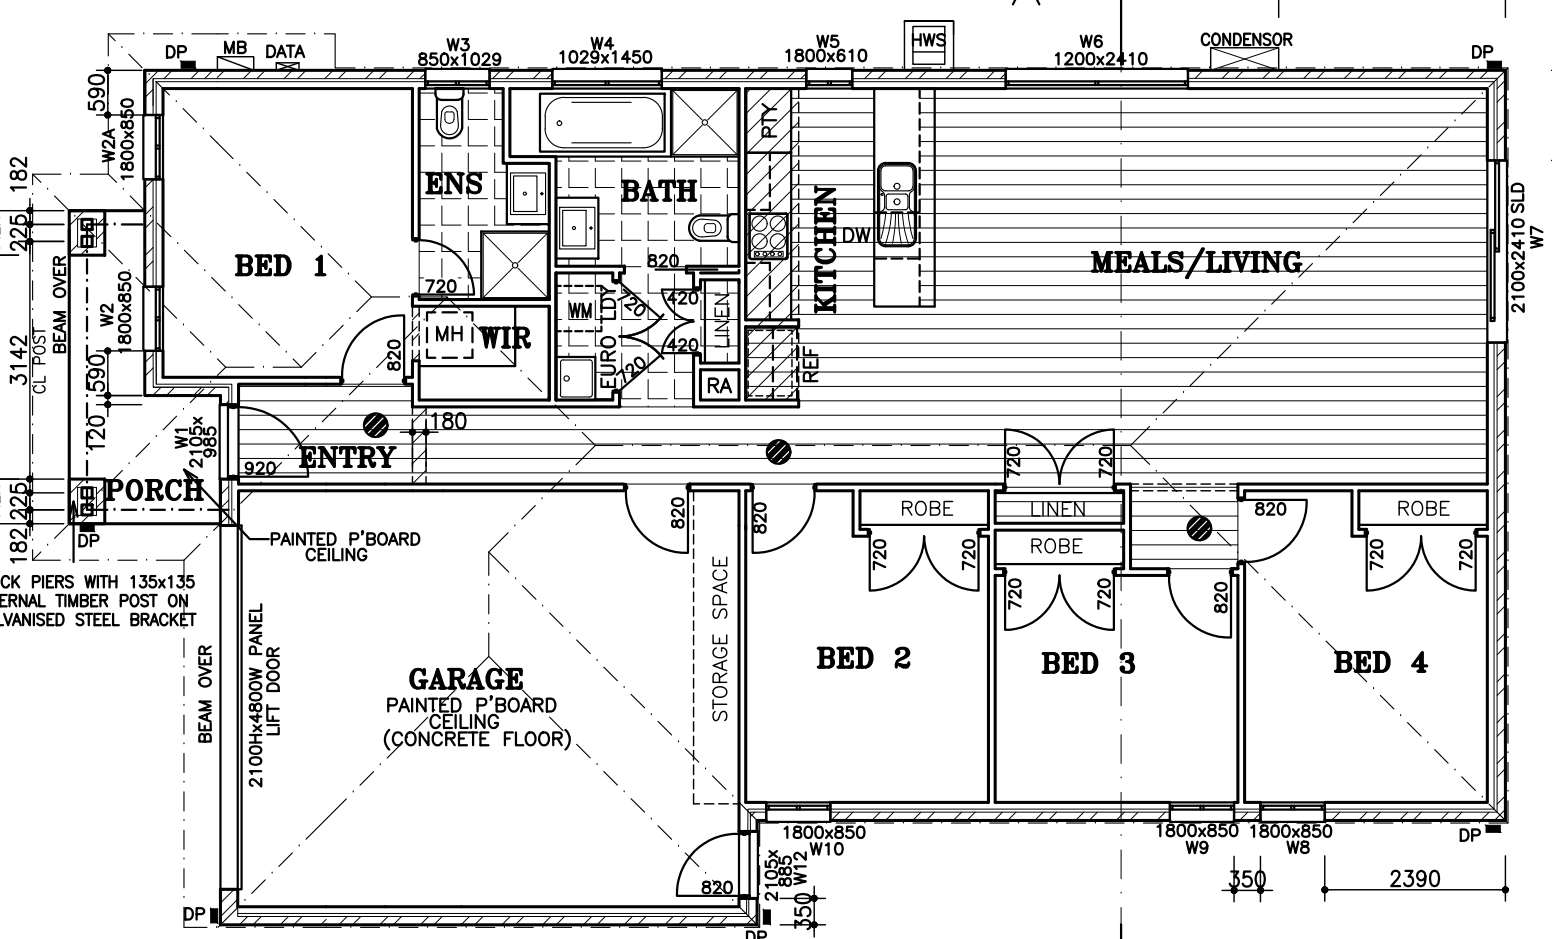 DP
MB
DATA
W3
850x1029
W4
1029x1450
W5
1800x610
HWS
W6
1200x2410
CONDENSOR
DP
590
W2A
1800x850
182
225
BEAM OVER
W2
1800x850
3142
CL POST
590
120
225
182
BED 1
ENS
720
BATH
820
PTY
KITCHEN
DW
MEALS/LIVING
2100x2410 SLD
W7
MH
WIR
820
WM
EURO LDY
720
720
420
420
LINEN
RA
REF
W1
2105x
985
920
ENTRY
180
PORCH
DP
PAINTED P'BOARD
CEILING
CK PIERS WITH 135x135
ERNAL TIMBER POST ON
LVANISED STEEL BRACKET
BEAM OVER
2100Hx4800W PANEL
LIFT DOOR
GARAGE
PAINTED P'BOARD
CEILING
(CONCRETE FLOOR)
STORAGE SPACE
820
820
ROBE
720
720
BED 2
720
720
LINEN
ROBE
720
720
BED 3
820
820
ROBE
720
720
BED 4
1800x850
W10
1800x850
W9
1800x850
W8
DP
350
2390
820
2105x
885
W12
350
DP
DP